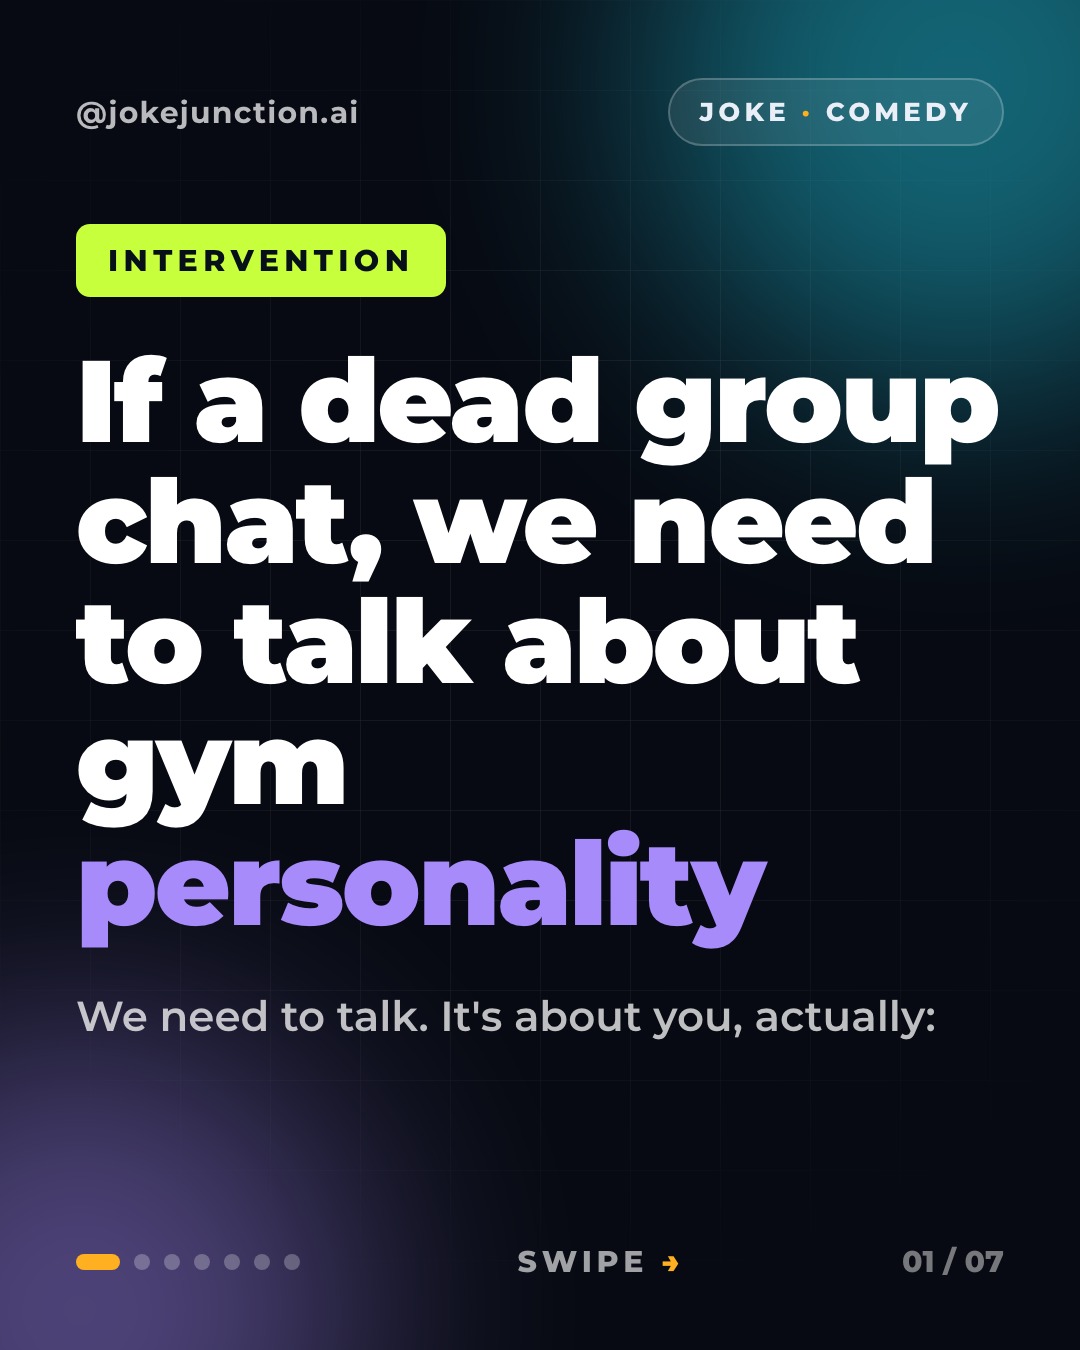 @jokejunction.ai
JOKE · COMEDY
INTERVENTION
If a dead group
chat, we need
to talk about
gym
personality
We need to talk. It's about you, actually:
SWIPE →
01 / 07